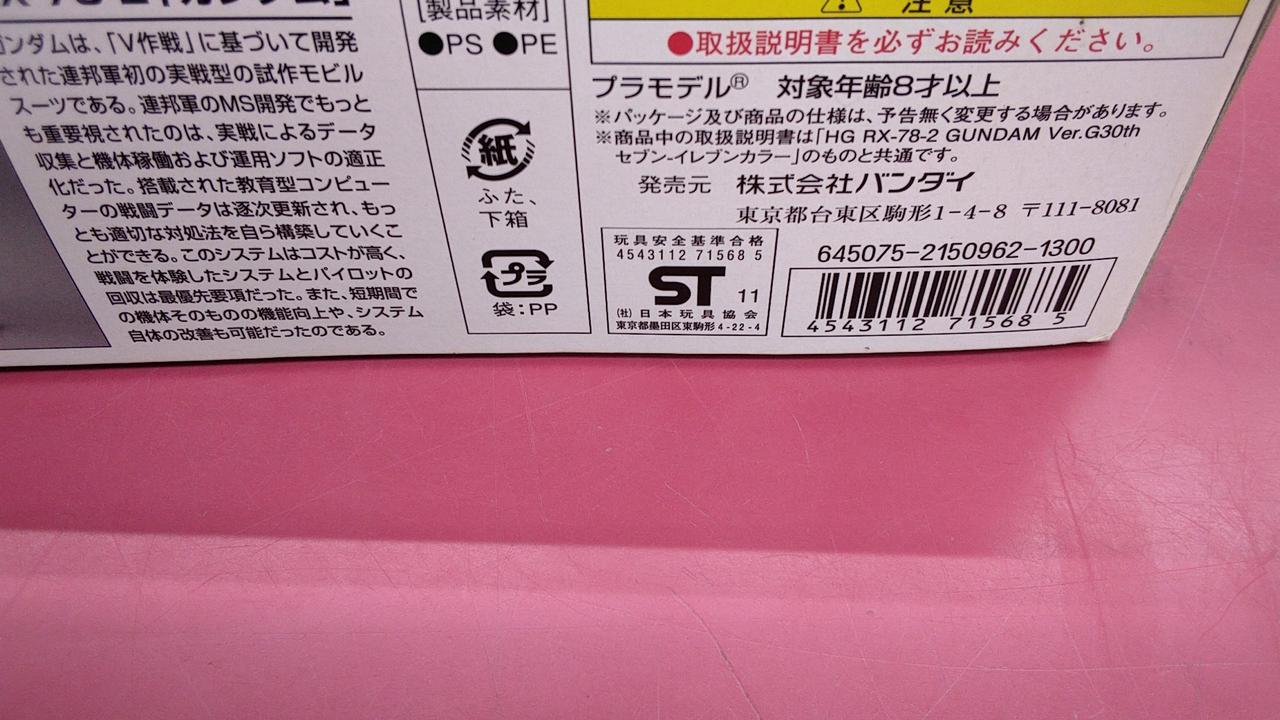 ガンダム」
ンダムは、「V作戦」に基づいて開発
された連邦軍初の実戦型の試作モビル
スーツである。連邦軍のMS開発でもっと
も重要視されたのは、実戦によるデータ
収集と機体稼働および運用ソフトの適正
化だった。搭載された教育型コンピュー
ターの戦闘データは逐次更新され、もっ
とも適切な対処法を自ら構築していくこ
とができる。このシステムはコストが高く、
戦闘を体験したシステムとパイロットの
回収は最優先要項だった。また、短期間で
の機体そのものの機能向上や、システム
自体の改善も可能だったのである。
[製品素材]
●PS ●PE
紙
ふた、
下箱
プラ
袋:PP
注意
●取扱説明書を必ずお読みください。
プラモデル® 対象年齢8才以上
※パッケージ及び商品の仕様は、予告無く変更する場合があります。
※商品中の取扱説明書は「HG RX-78-2 GUNDAM Ver.G30th
セブン-イレブンカラー」のものと共通です。
発売元 株式会社バンダイ
東京都台東区駒形1-4-8 〒111-8081
玩具安全基準合格
4543112 71568 5
ST 11
(社)日本玩具協会
東京都墨田区東駒形4-22-4
645075-2150962-1300
4543112 71568 5